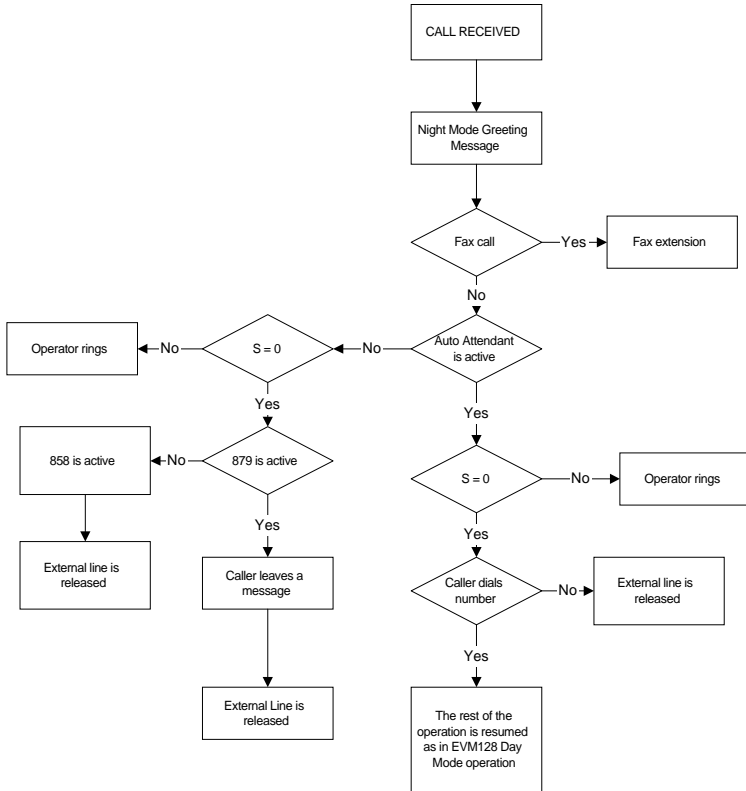 CALL RECEIVED
Night Mode Greeting
Message
Fax call
Yes
Fax extension
No
Operator rings
No
S = 0
No
Auto Attendant
is active
Yes
Yes
858 is active
No
879 is active
S = 0
No
Operator rings
Yes
Yes
External line is
released
Caller leaves a
message
Caller dials
number
No
External line is
released
Yes
External Line is
released
The rest of the
operation is resumed
as in EVM128 Day
Mode operation